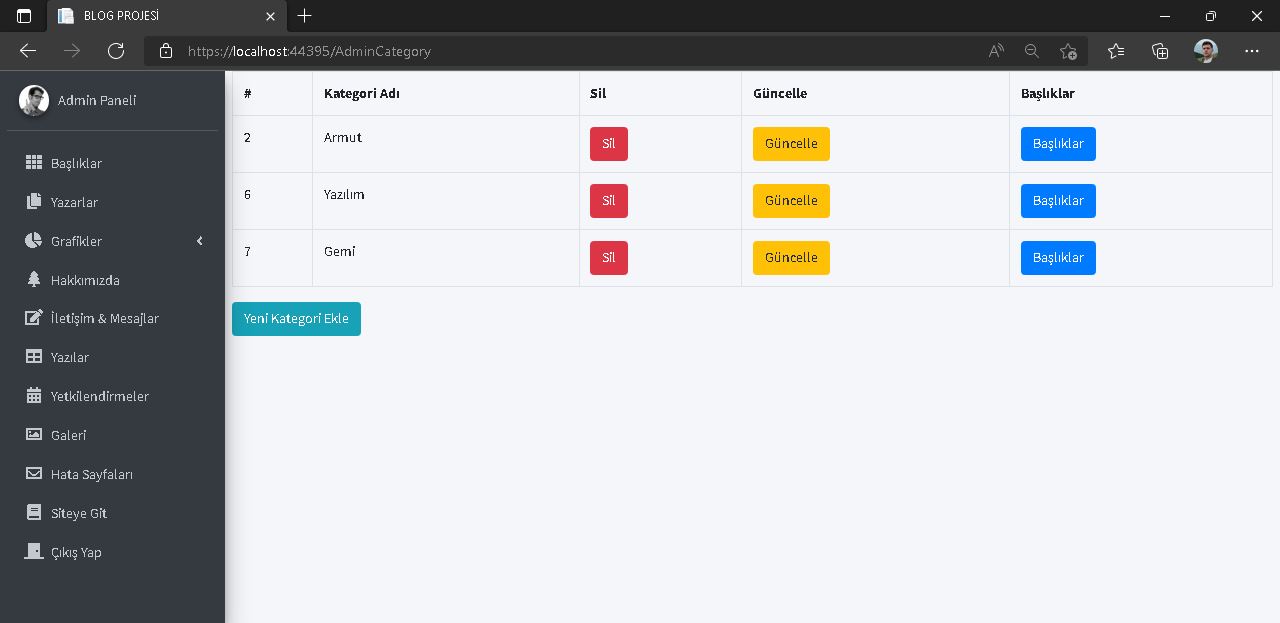 BLOG PROJESİ
https://localhost:44395/AdminCategory
Admin Paneli
Başlıklar
Yazarlar
Grafikler
Hakkımızda
İletişim & Mesajlar
Yazılar
Yetkilendirmeler
Galeri
Hata Sayfaları
Siteye Git
Çıkış Yap
# Kategori Adı Sil Güncelle Başlıklar
2 Armut Sil Güncelle Başlıklar
6 Yazılım Sil Güncelle Başlıklar
7 Gemi Sil Güncelle Başlıklar
Yeni Kategori Ekle